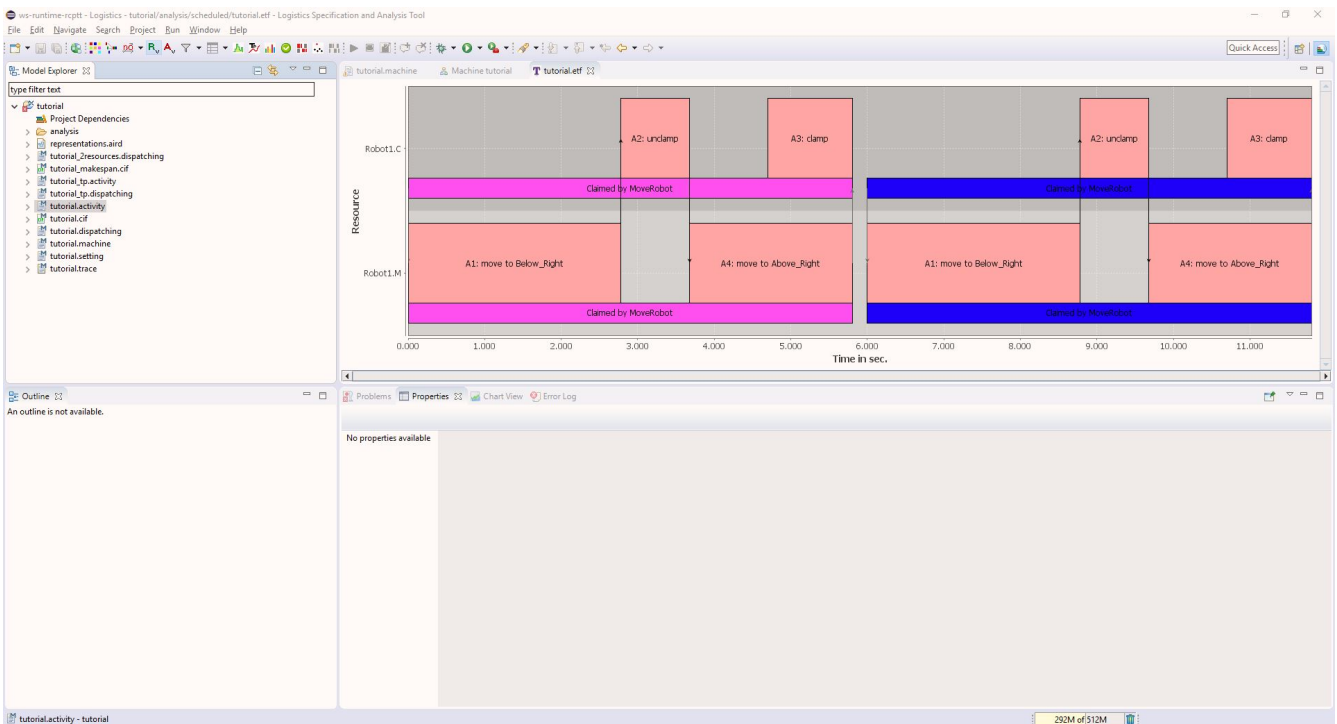 ws-runtime-rcptt - Logistics - tutorial/analysis/scheduled/tutorial.etf - Logistics Specification and Analysis Tool
File Edit Navigate Search Project Run Window Help
Quick Access
Model Explorer
type filter text
tutorial
Project Dependencies
analysis
representations.aird
tutorial_2resources.dispatching
tutorial_makespan.cif
tutorial_tp.activity
tutorial_tp.dispatching
tutorial.activity
tutorial.cif
tutorial.dispatching
tutorial.machine
tutorial.setting
tutorial.trace
tutorial.machine Machine tutorial tutorial.etf
Resource
Robot1.C
A2: unclamp A3: clamp A2: unclamp A3: clamp
Claimed by MoveRobot Claimed by MoveRobot
Robot1.M
A1: move to Below_Right A4: move to Above_Right A1: move to Below_Right A4: move to Above_Right
Claimed by MoveRobot Claimed by MoveRobot
0.000 1.000 2.000 3.000 4.000 5.000 6.000 7.000 8.000 9.000 10.000 11.000
Time in sec.
Outline
An outline is not available.
Problems Properties Chart View Error Log
No properties available
tutorial.activity - tutorial
292M of 512M